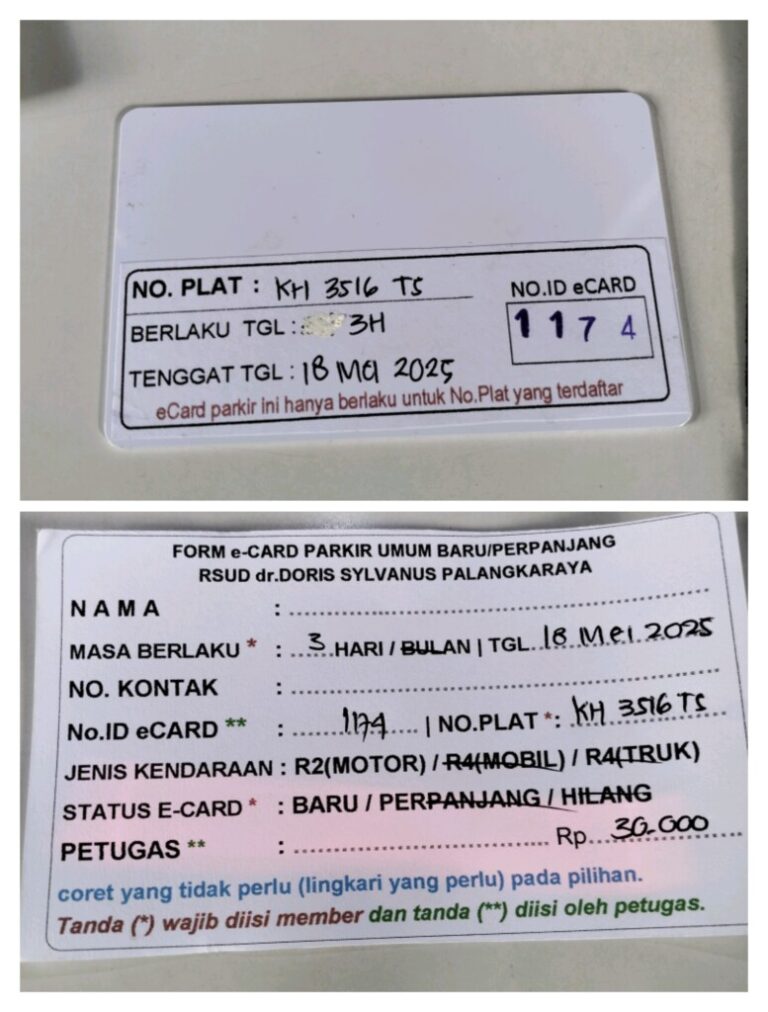 NO. PLAT : KH 3516 TS
NO.ID eCARD
1174
BERLAKU TGL : 3H
TENGGAT TGL : 18 MEI 2025
eCard parkir ini hanya berlaku untuk No.Plat yang terdaftar
FORM e-CARD PARKIR UMUM BARU/PERPANJANG
RSUD dr.DORIS SYLVANUS PALANGKARAYA
NAMA : 
MASA BERLAKU * : 3 HARI / BULAN | TGL 18 Mei 2025
NO. KONTAK :
No.ID eCARD ** : 1174 | NO.PLAT *: KH 3516 TS
JENIS KENDARAAN : R2(MOTOR) / R4(MOBIL) / R4(TRUK)
STATUS E-CARD * : BARU / PERPANJANG / HILANG
PETUGAS ** : Rp. 30.000
coret yang tidak perlu (lingkari yang perlu) pada pilihan.
Tanda (*) wajib diisi member dan tanda (**) diisi oleh petugas.